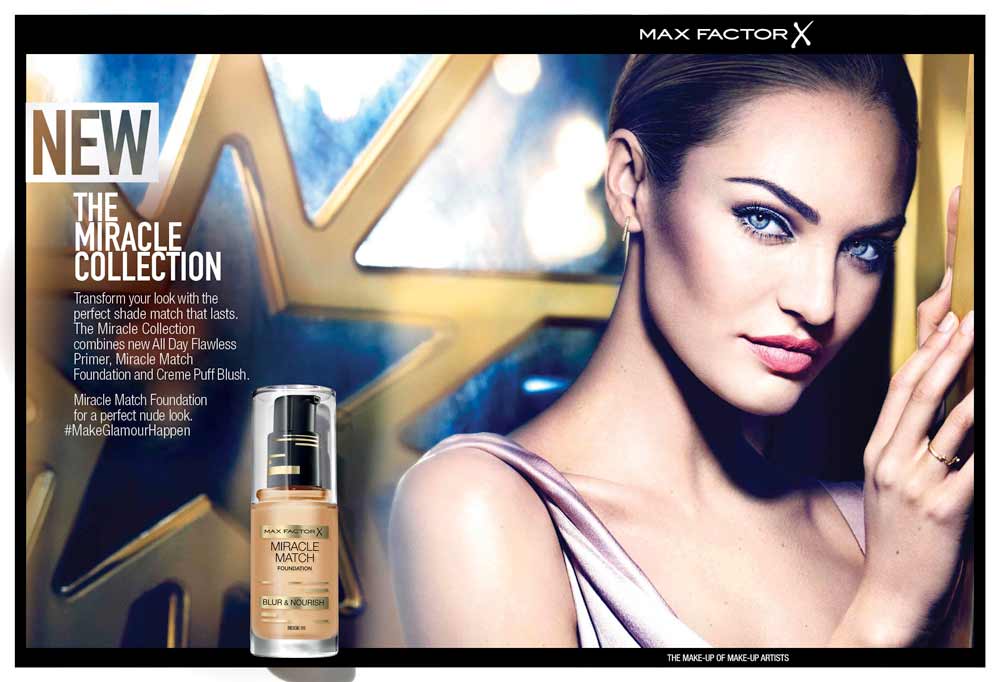 MAX FACTOR X
NEW
THE
MIRACLE
COLLECTION
Transform your look with the
perfect shade match that lasts.
The Miracle Collection
combines new All Day Flawless
Primer, Miracle Match
Foundation and Creme Puff Blush.
Miracle Match Foundation
for a perfect nude look.
#MakeGlamourHappen
MAX FACTOR X
MIRACLE
MATCH
FOUNDATION
BLUR & NOURISH
THE MAKE-UP OF MAKE-UP ARTISTS